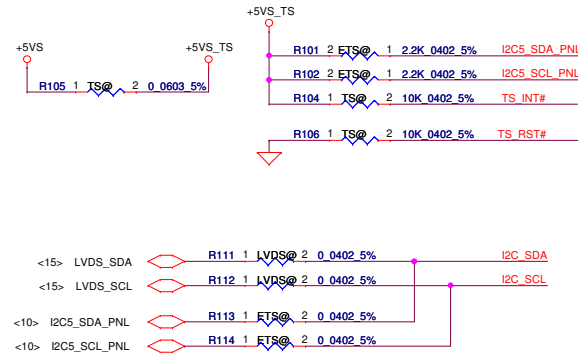 +5VS_TS
+5VS +5VS_TS
R101 2 ETS@ 1 2.2K_0402_5% I2C5_SDA_PNL
R102 2 ETS@ 1 2.2K_0402_5% I2C5_SCL_PNL
R105 1 TS@ 2 0_0603_5%
R104 1 TS@ 2 10K_0402_5% TS_INT#
R106 1 TS@ 2 10K_0402_5% TS_RST#
<15> LVDS_SDA R111 1 LVDS@ 2 0_0402_5% I2C_SDA
<15> LVDS_SCL R112 1 LVDS@ 2 0_0402_5% I2C_SCL
<10> I2C5_SDA_PNL R113 1 ETS@ 2 0_0402_5%
<10> I2C5_SCL_PNL R114 1 ETS@ 2 0_0402_5%